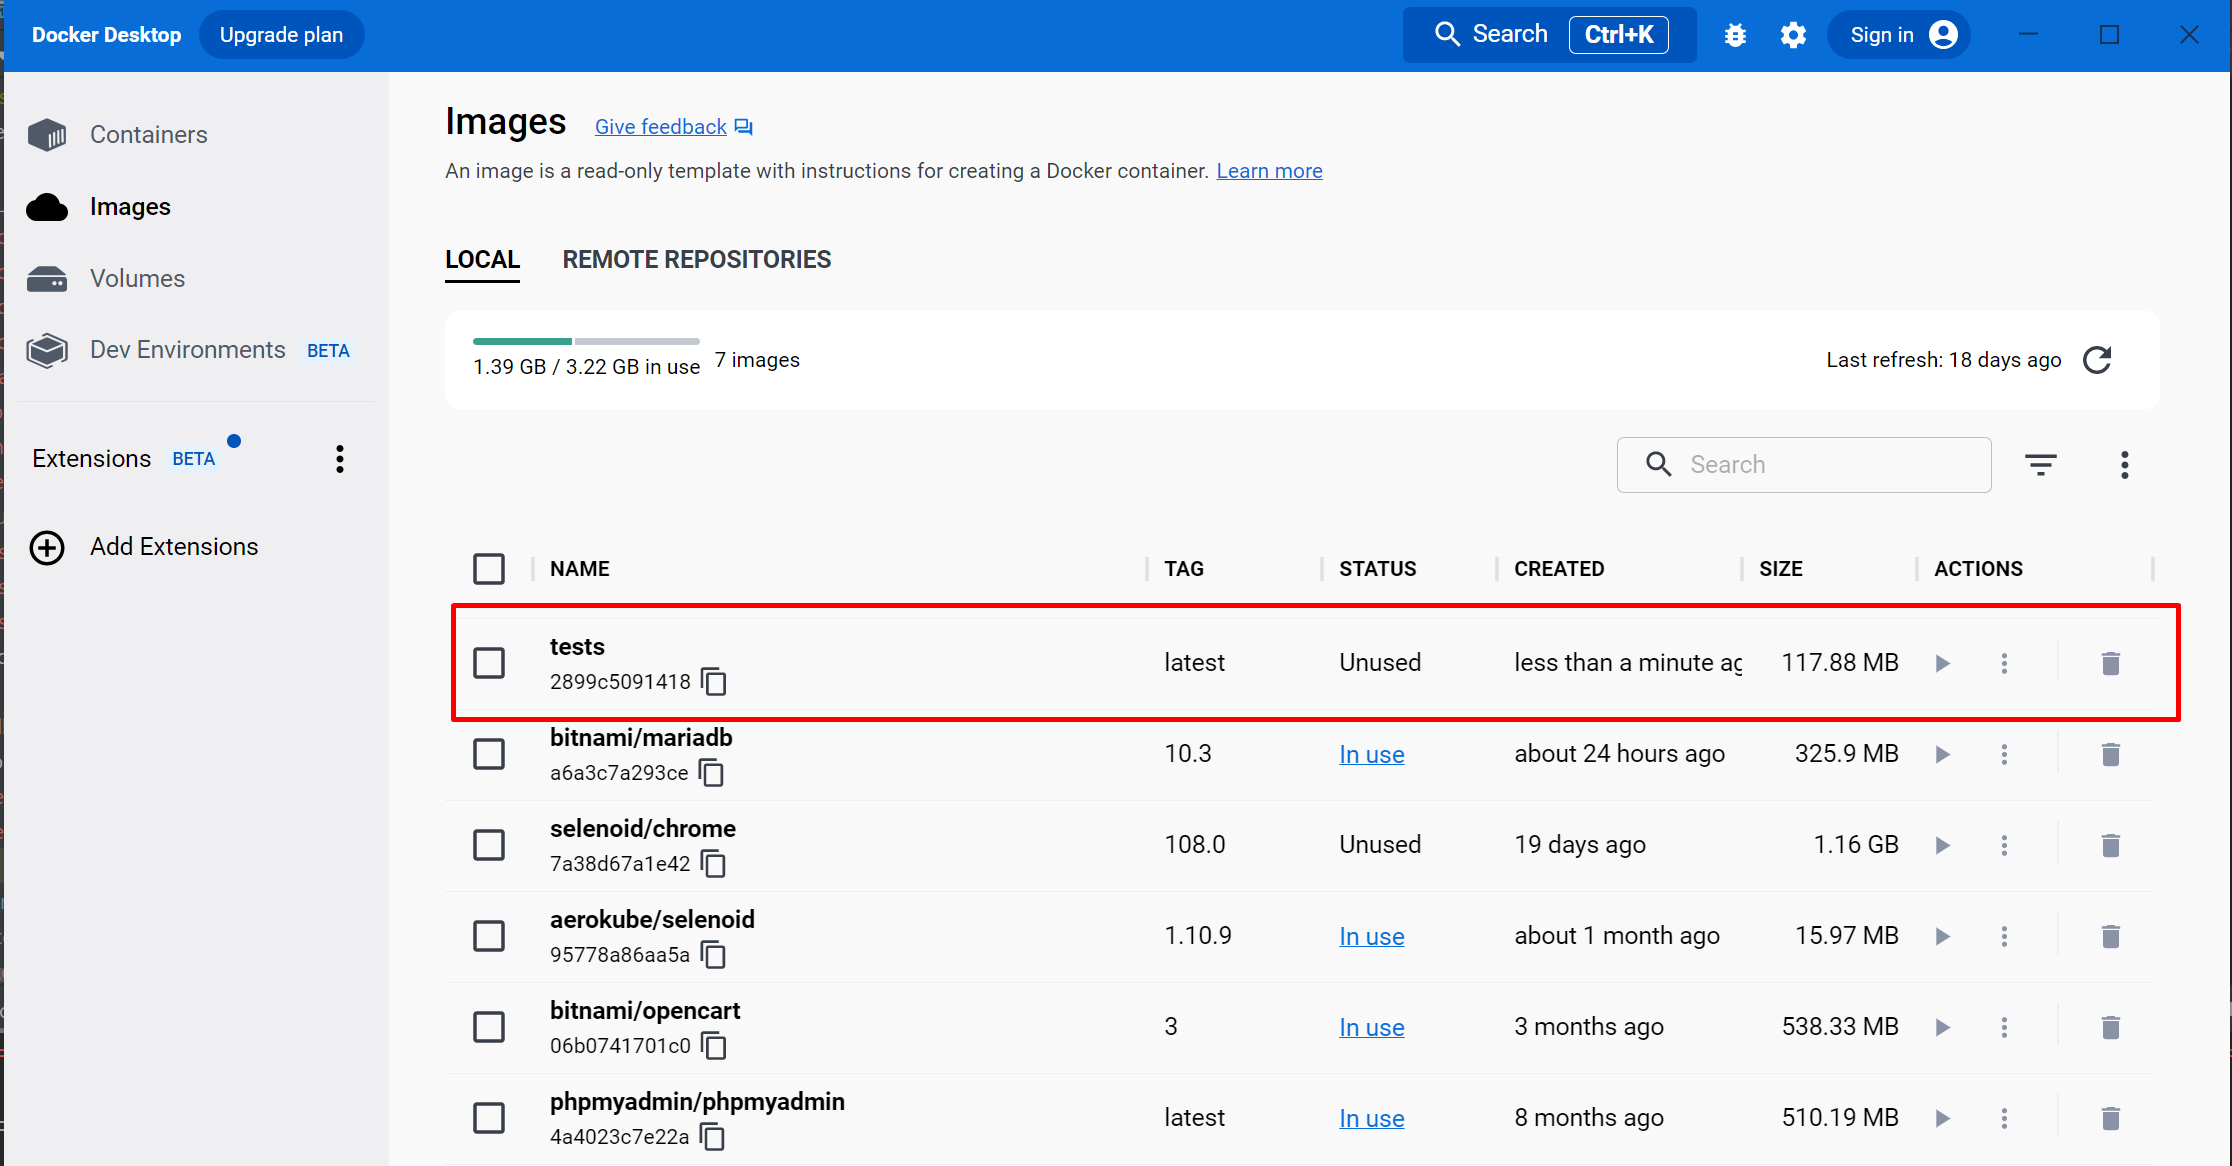 Docker Desktop Upgrade plan Search Ctrl+K Sign in
Containers
Images
Volumes
Dev Environments BETA
Extensions BETA
Add Extensions
Images Give feedback
An image is a read-only template with instructions for creating a Docker container. Learn more
LOCAL REMOTE REPOSITORIES
1.39 GB / 3.22 GB in use 7 images Last refresh: 18 days ago
Search
NAME TAG STATUS CREATED SIZE ACTIONS
tests
2899c5091418
latest Unused less than a minute ag 117.88 MB
bitnami/mariadb
a6a3c7a293ce
10.3 In use about 24 hours ago 325.9 MB
selenoid/chrome
7a38d67a1e42
108.0 Unused 19 days ago 1.16 GB
aerokube/selenoid
95778a86aa5a
1.10.9 In use about 1 month ago 15.97 MB
bitnami/opencart
06b0741701c0
3 In use 3 months ago 538.33 MB
phpmyadmin/phpmyadmin
4a4023c7e22a
latest In use 8 months ago 510.19 MB